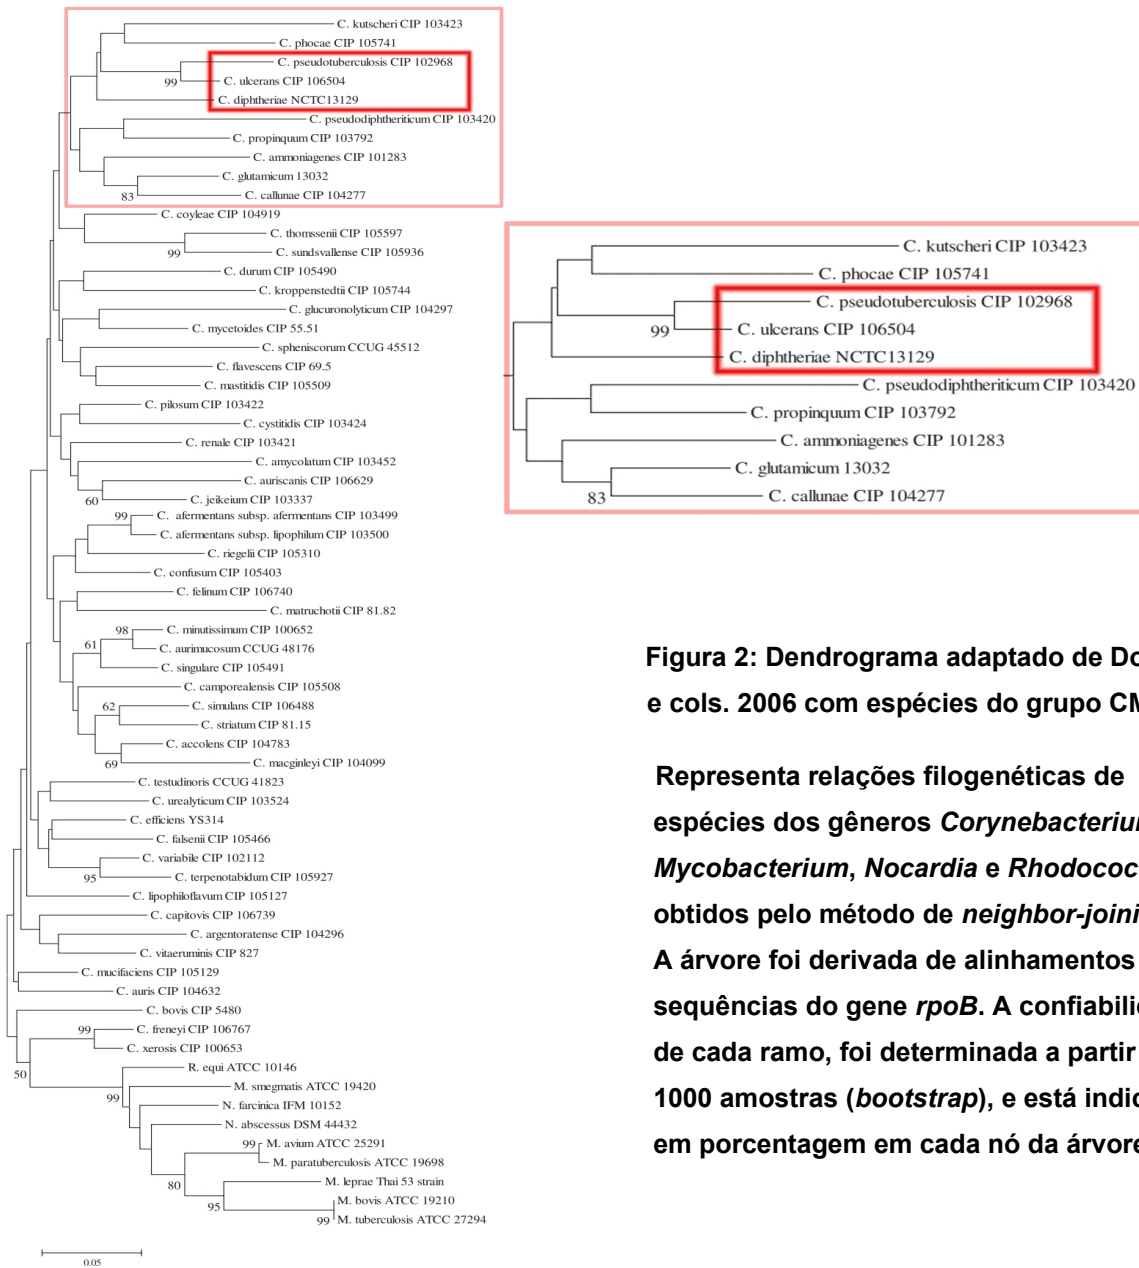 C. kutscheri CIP 103423
C. phocae CIP 105741
C. pseudotuberculosis CIP 102968
99
C. ulcerans CIP 106504
C. diphtheriae NCTC13129
C. pseudodiphtheriticum CIP 103420
C. propinquum CIP 103792
C. ammoniagenes CIP 101283
C. glutamicum 13032
83
C. callunae CIP 104277
C. coyleae CIP 104919
C. thomssenii CIP 105597
99
C. sundsvallense CIP 105936
C. durum CIP 105490
C. kroppenstedtii CIP 105744
C. glucuronolyticum CIP 104297
C. mycetoides CIP 55.51
C. spheniscorum CCUG 45512
C. flavescens CIP 69.5
C. mastitidis CIP 105509
C. pilosum CIP 103422
C. cystitidis CIP 103424
C. renale CIP 103421
C. amycolatum CIP 103452
C. auriscanis CIP 106629
60
C. jeikeium CIP 103337
99
C. afermentans subsp. afermentans CIP 103499
C. afermentans subsp. lipophilum CIP 103500
C. riegelii CIP 105310
C. confusum CIP 105403
C. felinum CIP 106740
C. matruchotii CIP 81.82
98
C. minutissimum CIP 100652
61
C. aurimucosum CCUG 48176
C. singulare CIP 105491
C. camporealensis CIP 105508
62
C. simulans CIP 106488
C. striatum CIP 81.15
C. accolens CIP 104783
69
C. macginleyi CIP 104099
C. testudinoris CCUG 41823
C. urealyticum CIP 103524
C. efficiens YS314
C. falsenii CIP 105466
C. variabile CIP 102112
95
C. terpenotabidum CIP 105927
C. lipophiloflavum CIP 105127
C. capitovis CIP 106739
C. argentoratense CIP 104296
C. vitaeruminis CIP 827
C. mucifaciens CIP 105129
C. auris CIP 104632
C. bovis CIP 5480
99
C. freneyi CIP 106767
C. xerosis CIP 100653
50
R. equi ATCC 10146
99
M. smegmatis ATCC 19420
N. farcinica IFM 10152
N. abscessus DSM 44432
99
M. avium ATCC 25291
M. paratuberculosis ATCC 19698
80
M. leprae Thai 53 strain
95
M. bovis ATCC 19210
99
M. tuberculosis ATCC 27294
0.05
C. kutscheri CIP 103423
C. phocae CIP 105741
C. pseudotuberculosis CIP 102968
99
C. ulcerans CIP 106504
C. diphtheriae NCTC13129
C. pseudodiphtheriticum CIP 103420
C. propinquum CIP 103792
C. ammoniagenes CIP 101283
C. glutamicum 13032
83
C. callunae CIP 104277
Figura 2: Dendrograma adaptado de Do
e cols. 2006 com espécies do grupo CM
Representa relações filogenéticas de
espécies dos gêneros Corynebacteriu
Mycobacterium, Nocardia e Rhodococ
obtidos pelo método de neighbor-joini
A árvore foi derivada de alinhamentos
sequências do gene rpoB. A confiabili
de cada ramo, foi determinada a partir
1000 amostras (bootstrap), e está indic
em porcentagem em cada nó da árvore